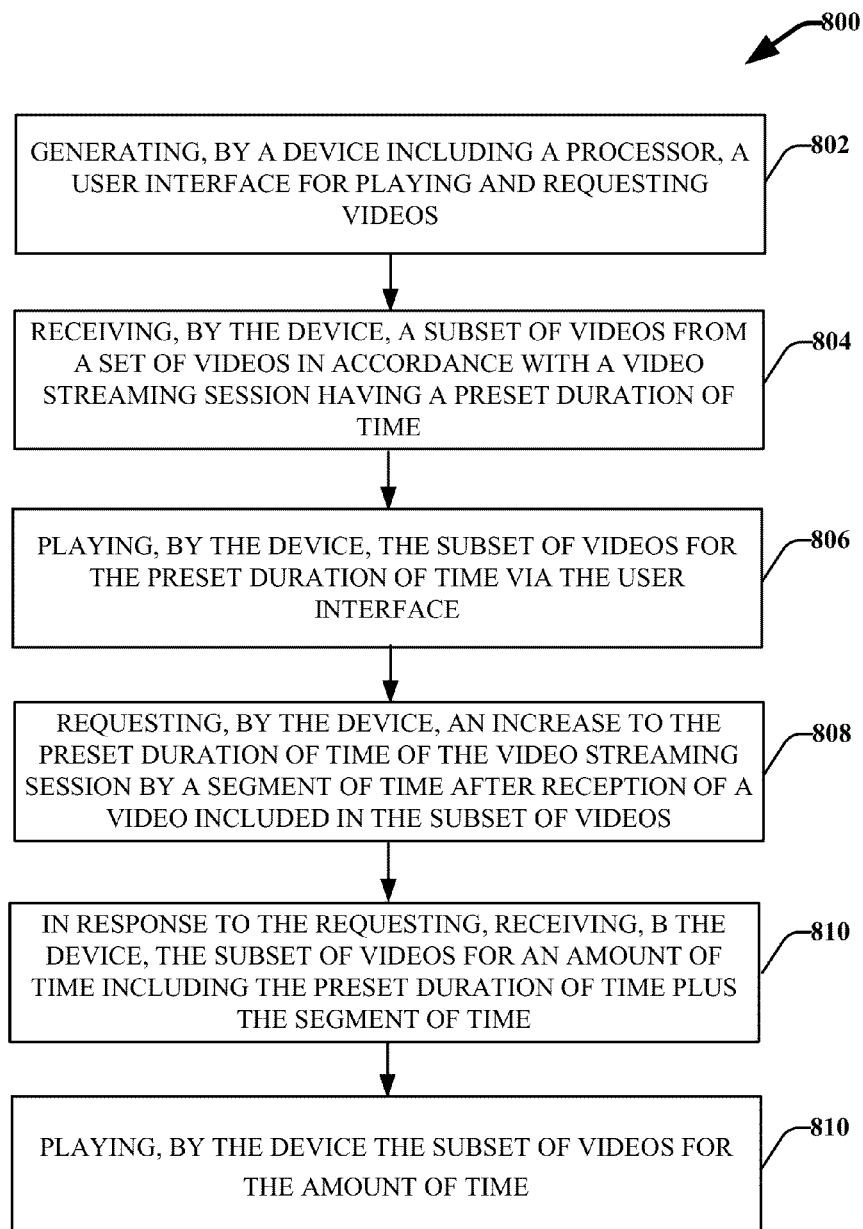 800
GENERATING, BY A DEVICE INCLUDING A PROCESSOR, A
USER INTERFACE FOR PLAYING AND REQUESTING
VIDEOS
802
RECEIVING, BY THE DEVICE, A SUBSET OF VIDEOS FROM
A SET OF VIDEOS IN ACCORDANCE WITH A VIDEO
STREAMING SESSION HAVING A PRESET DURATION OF
TIME
804
PLAYING, BY THE DEVICE, THE SUBSET OF VIDEOS FOR
THE PRESET DURATION OF TIME VIA THE USER
INTERFACE
806
REQUESTING, BY THE DEVICE, AN INCREASE TO THE
PRESET DURATION OF TIME OF THE VIDEO STREAMING
SESSION BY A SEGMENT OF TIME AFTER RECEPTION OF A
VIDEO INCLUDED IN THE SUBSET OF VIDEOS
808
IN RESPONSE TO THE REQUESTING, RECEIVING, B THE
DEVICE, THE SUBSET OF VIDEOS FOR AN AMOUNT OF
TIME INCLUDING THE PRESET DURATION OF TIME PLUS
THE SEGMENT OF TIME
810
PLAYING, BY THE DEVICE THE SUBSET OF VIDEOS FOR
THE AMOUNT OF TIME
810